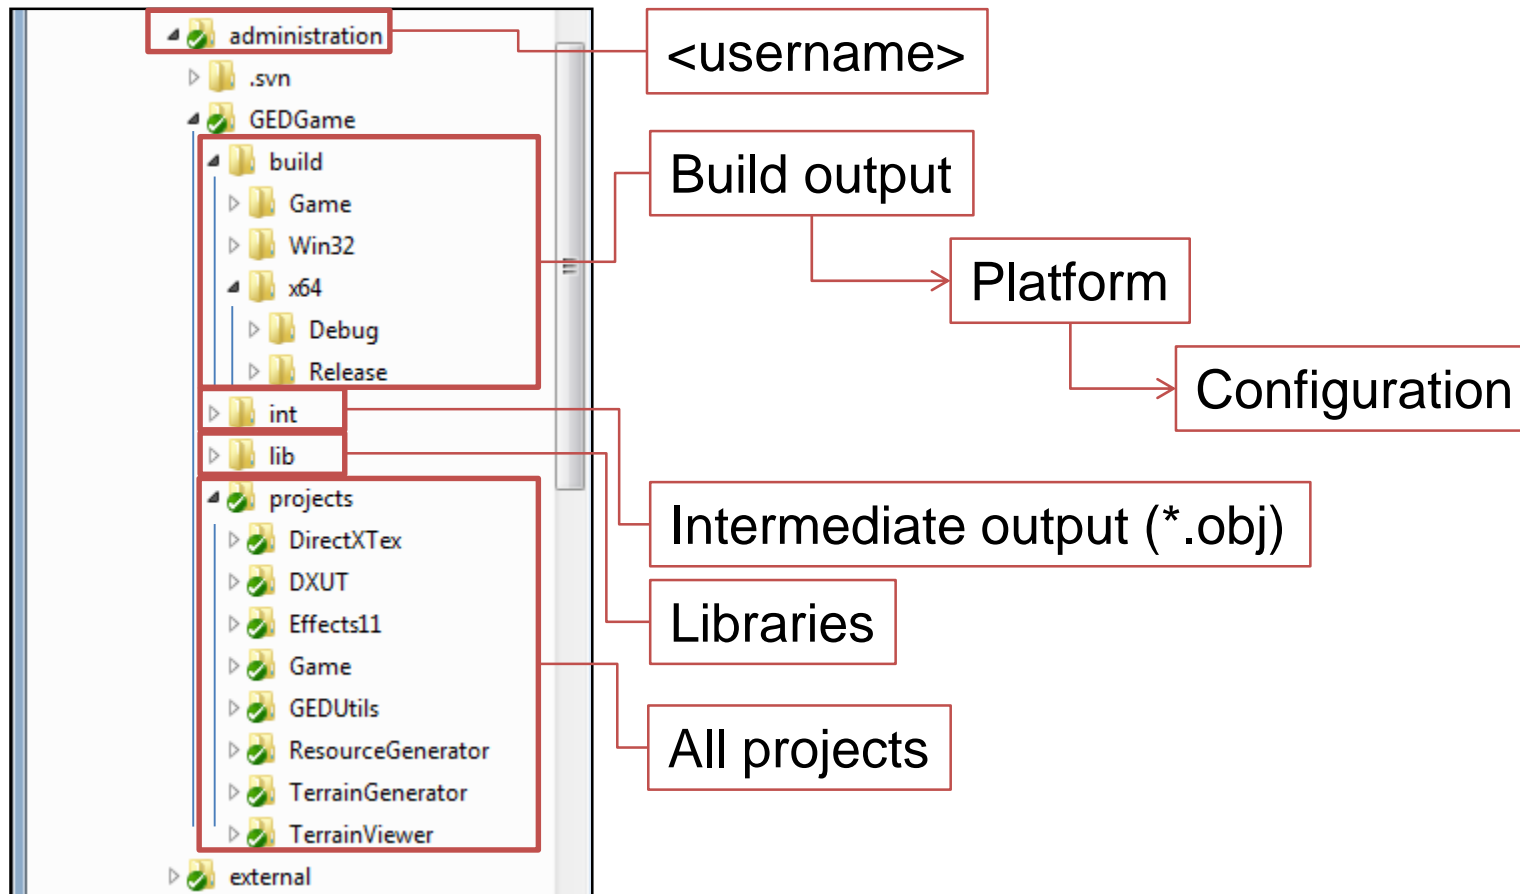 administration
.svn
GEDGame
build
Game
Win32
x64
Debug
Release
int
lib
projects
DirectXTex
DXUT
Effects11
Game
GEDUtils
ResourceGenerator
TerrainGenerator
TerrainViewer
external
<username>
Build output
Platform
Configuration
Intermediate output (*.obj)
Libraries
All projects